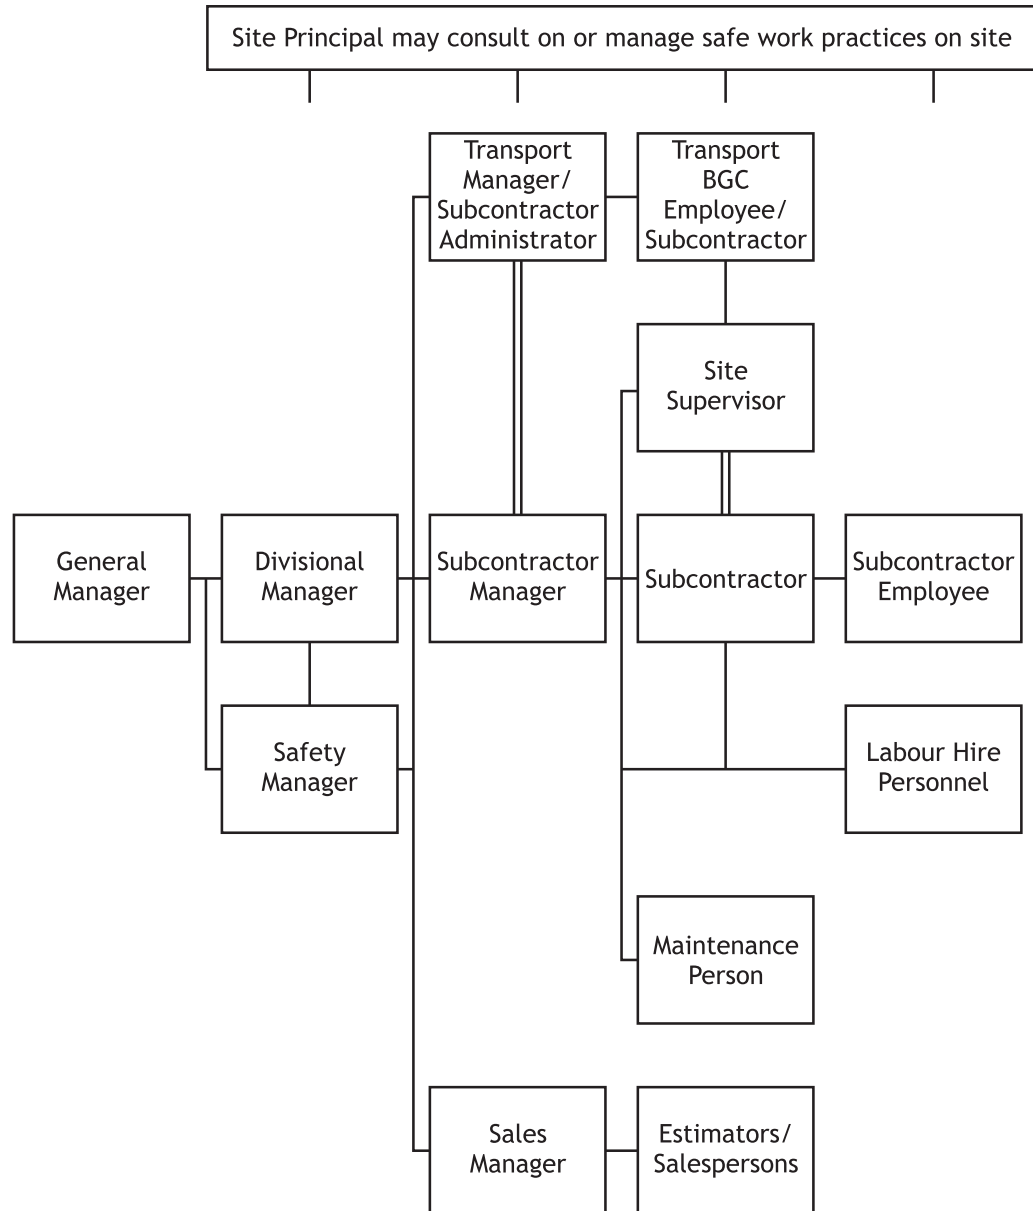 Site Principal may consult on or manage safe work practices on site
Transport
Manager/
Subcontractor
Administrator
Transport
BGC
Employee/
Subcontractor
Site
Supervisor
General
Manager
Divisional
Manager
Subcontractor
Manager
Subcontractor
Subcontractor
Employee
Safety
Manager
Labour Hire
Personnel
Maintenance
Person
Sales
Manager
Estimators/
Salespersons